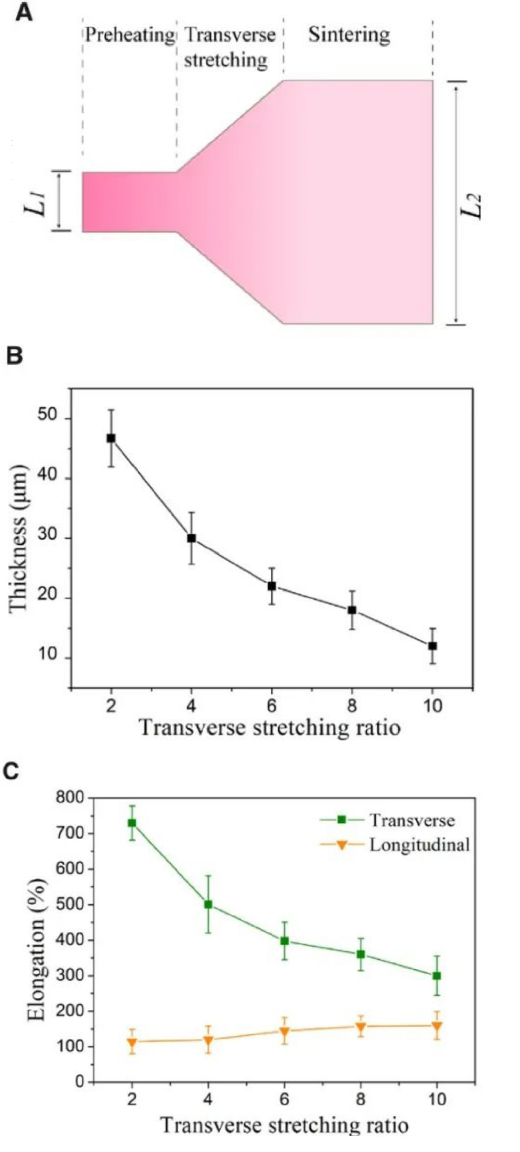 A
Preheating
Transverse
stretching
Sintering
L1
L2
B
50
40
30
20
10
Thickness (μm)
2 4 6 8 10
Transverse stretching ratio
C
800
700
600
500
400
300
200
100
0
Elongation (%)
Transverse
Longitudinal
2 4 6 8 10
Transverse stretching ratio